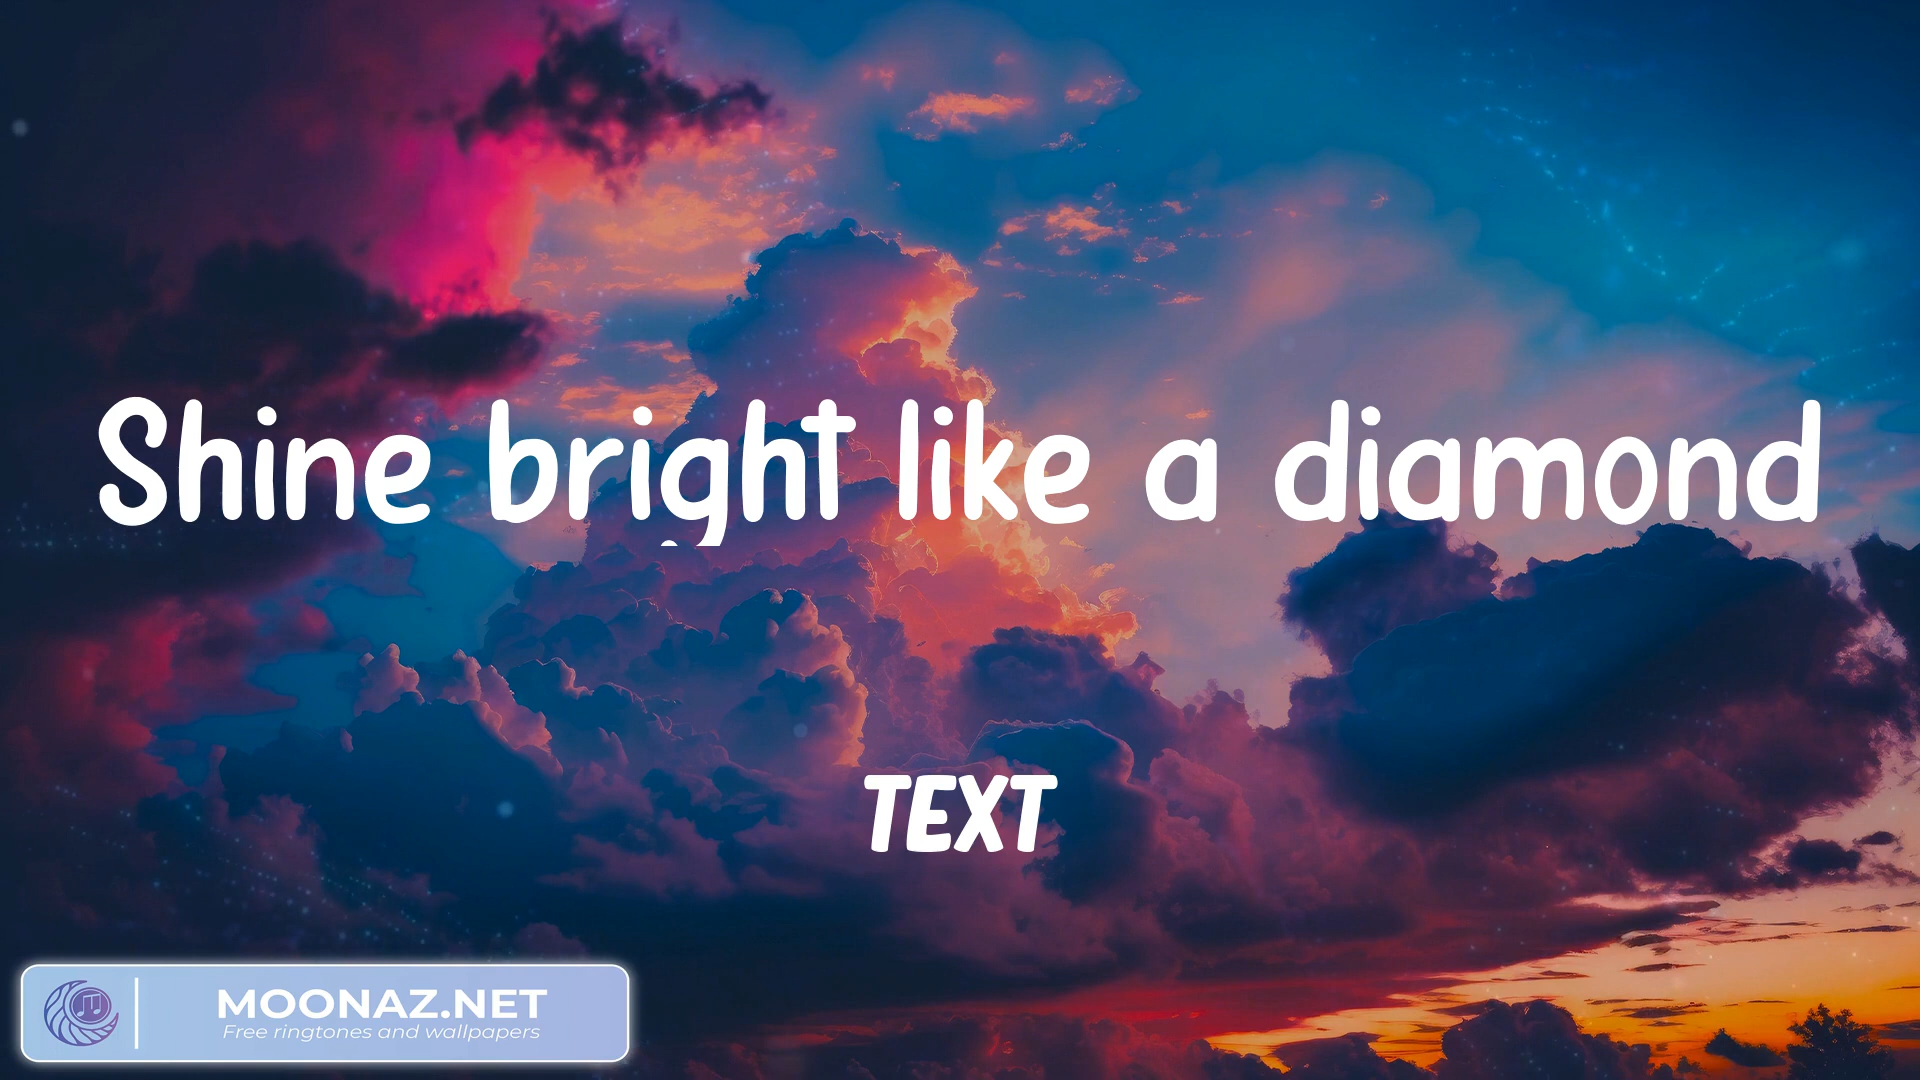 Shine bright like a diamond
TEXT
MOONAZ.NET
Free ringtones and wallpapers